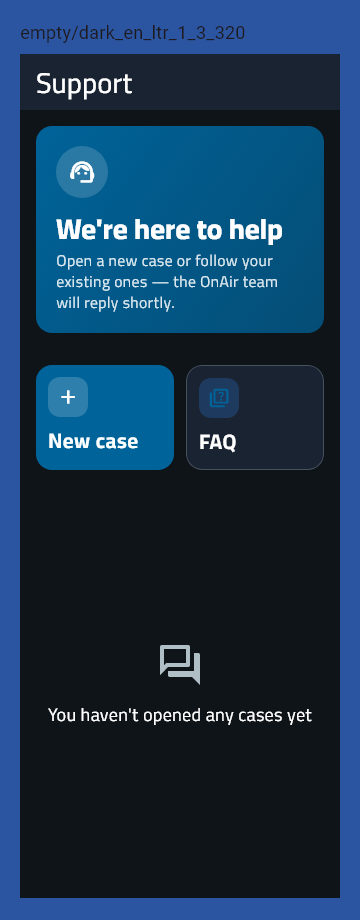 empty/dark_en_ltr_1_3_320
Support
We're here to help
Open a new case or follow your
existing ones — the OnAir team
will reply shortly.
New case
FAQ
You haven't opened any cases yet